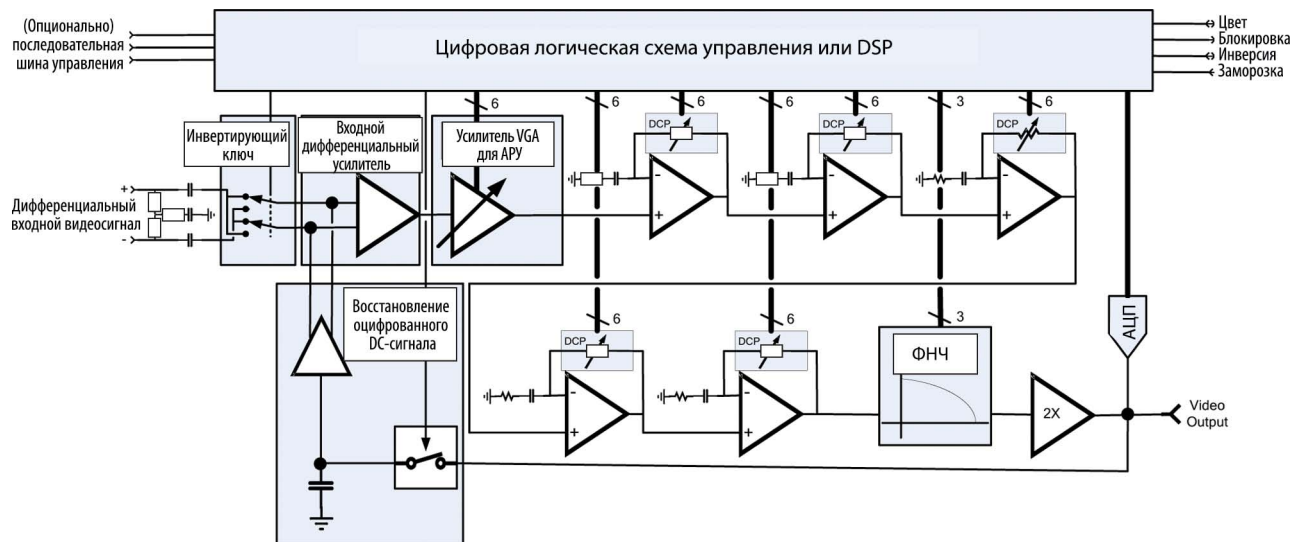 (Опционально)
последовательная
шина управления
Цифровая логическая схема управления или DSP
Цвет
Блокировка
Инверсия
Заморозка
6
6
6
6
6
3
6
Инвертирующий
ключ
Входной
дифференциальный
усилитель
Усилитель VGA
для АРУ
DCP
DCP
DCP
+
-
Дифференциальный
входной видеосигнал
-
+
-
+
-
+
Восстановление
оцифрованного
DC-сигнала
6
6
3
АЦП
DCP
DCP
ФНЧ
-
+
-
+
2X
Video
Output